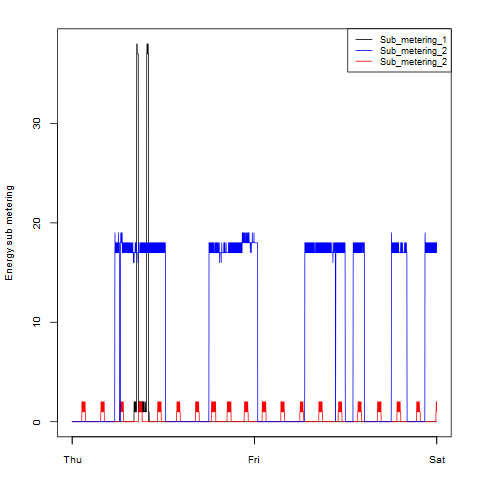 Sub_metering_1
Sub_metering_2
Sub_metering_2
Energy sub metering
30
20
10
0
Thu
Fri
Sat